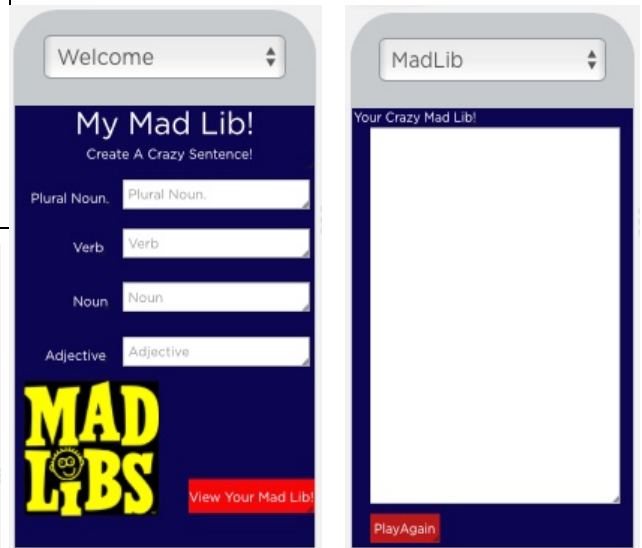 Welcome
My Mad Lib!
Create A Crazy Sentence!
Plural Noun. Plural Noun.
Verb Verb
Noun Noun
Adjective Adjective
MAD
LIBS
View Your Mad Lib!
MadLib
Your Crazy Mad Lib!
PlayAgain